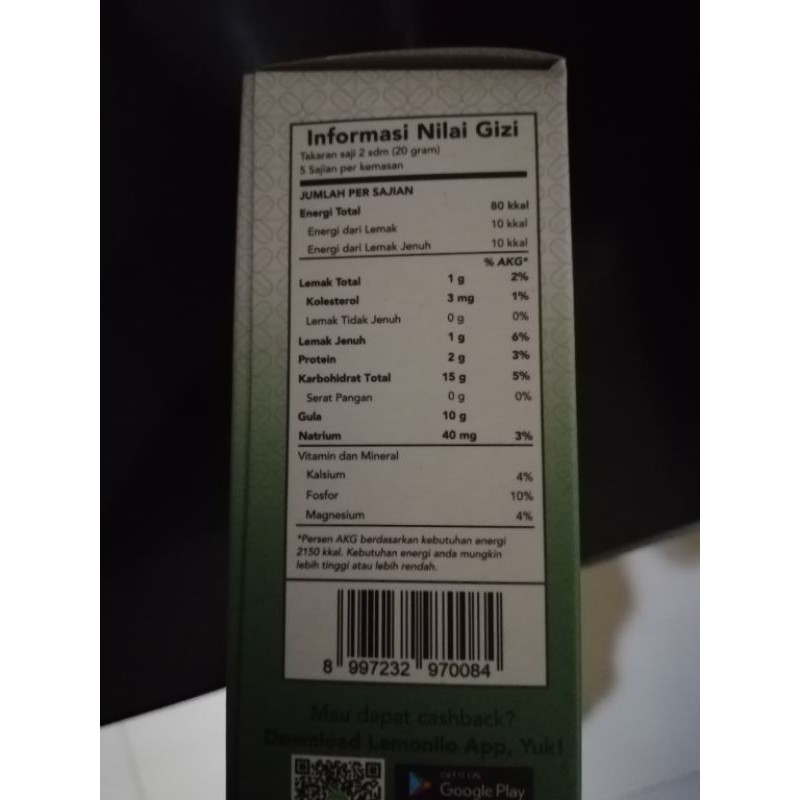 Informasi Nilai Gizi
Takaran saji 2 sdm (20 gram)
5 Sajian per kemasan
JUMLAH PER SAJIAN
Energi Total 80 kkal
Energi dari Lemak 10 kkal
Energi dari Lemak Jenuh 10 kkal
% AKG*
Lemak Total 1 g 2%
Kolesterol 3 mg 1%
Lemak Tidak Jenuh 0 g 0%
Lemak Jenuh 1 g 6%
Protein 2 g 3%
Karbohidrat Total 15 g 5%
Serat Pangan 0 g 0%
Gula 10 g
Natrium 40 mg 3%
Vitamin dan Mineral
Kalsium 4%
Fosfor 10%
Magnesium 4%
*Persen AKG berdasarkan kebutuhan energi
2150 kkal. Kebutuhan energi anda mungkin
lebih tinggi atau lebih rendah.
8 997232 970084
Mau dapat cashback?
Download Lemonilo App, Yuk!
GET IT ON
Google Play